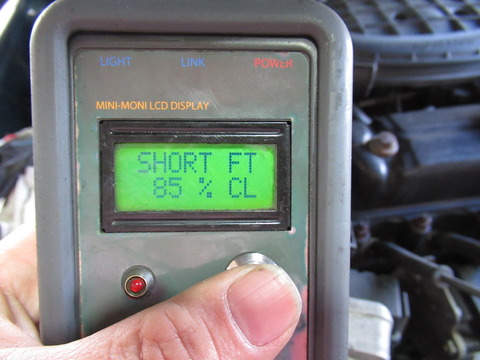 LIGHT LINK POWER
MINI-MONI LCD DISPLAY
SHORT FT
85 % CL